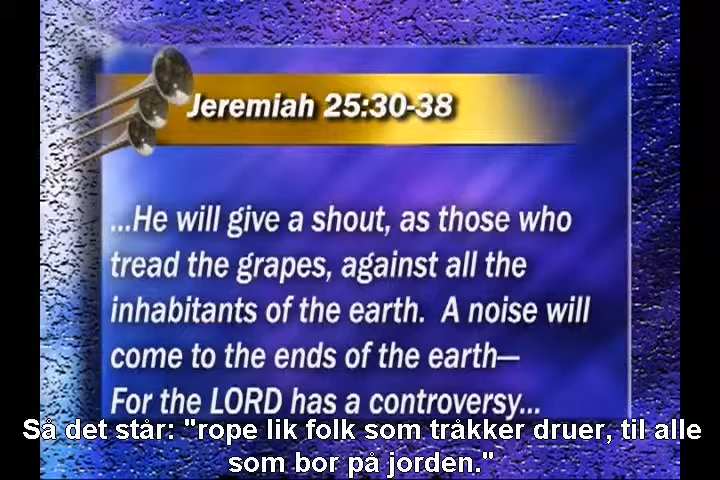 Jeremiah 25:30-38
...He will give a shout, as those who
tread the grapes, against all the
inhabitants of the earth. A noise will
come to the ends of the earth—
For the LORD has a controversy...
Så det står: "rope lik folk som tråkker druer, til alle
som bor på jorden."